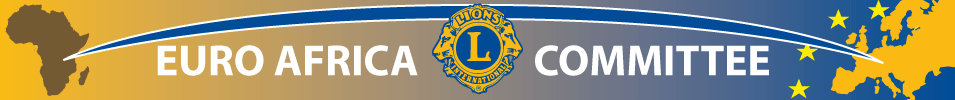 EURO AFRICA COMMITTEE
LIONS
L
INTERNATIONAL
®